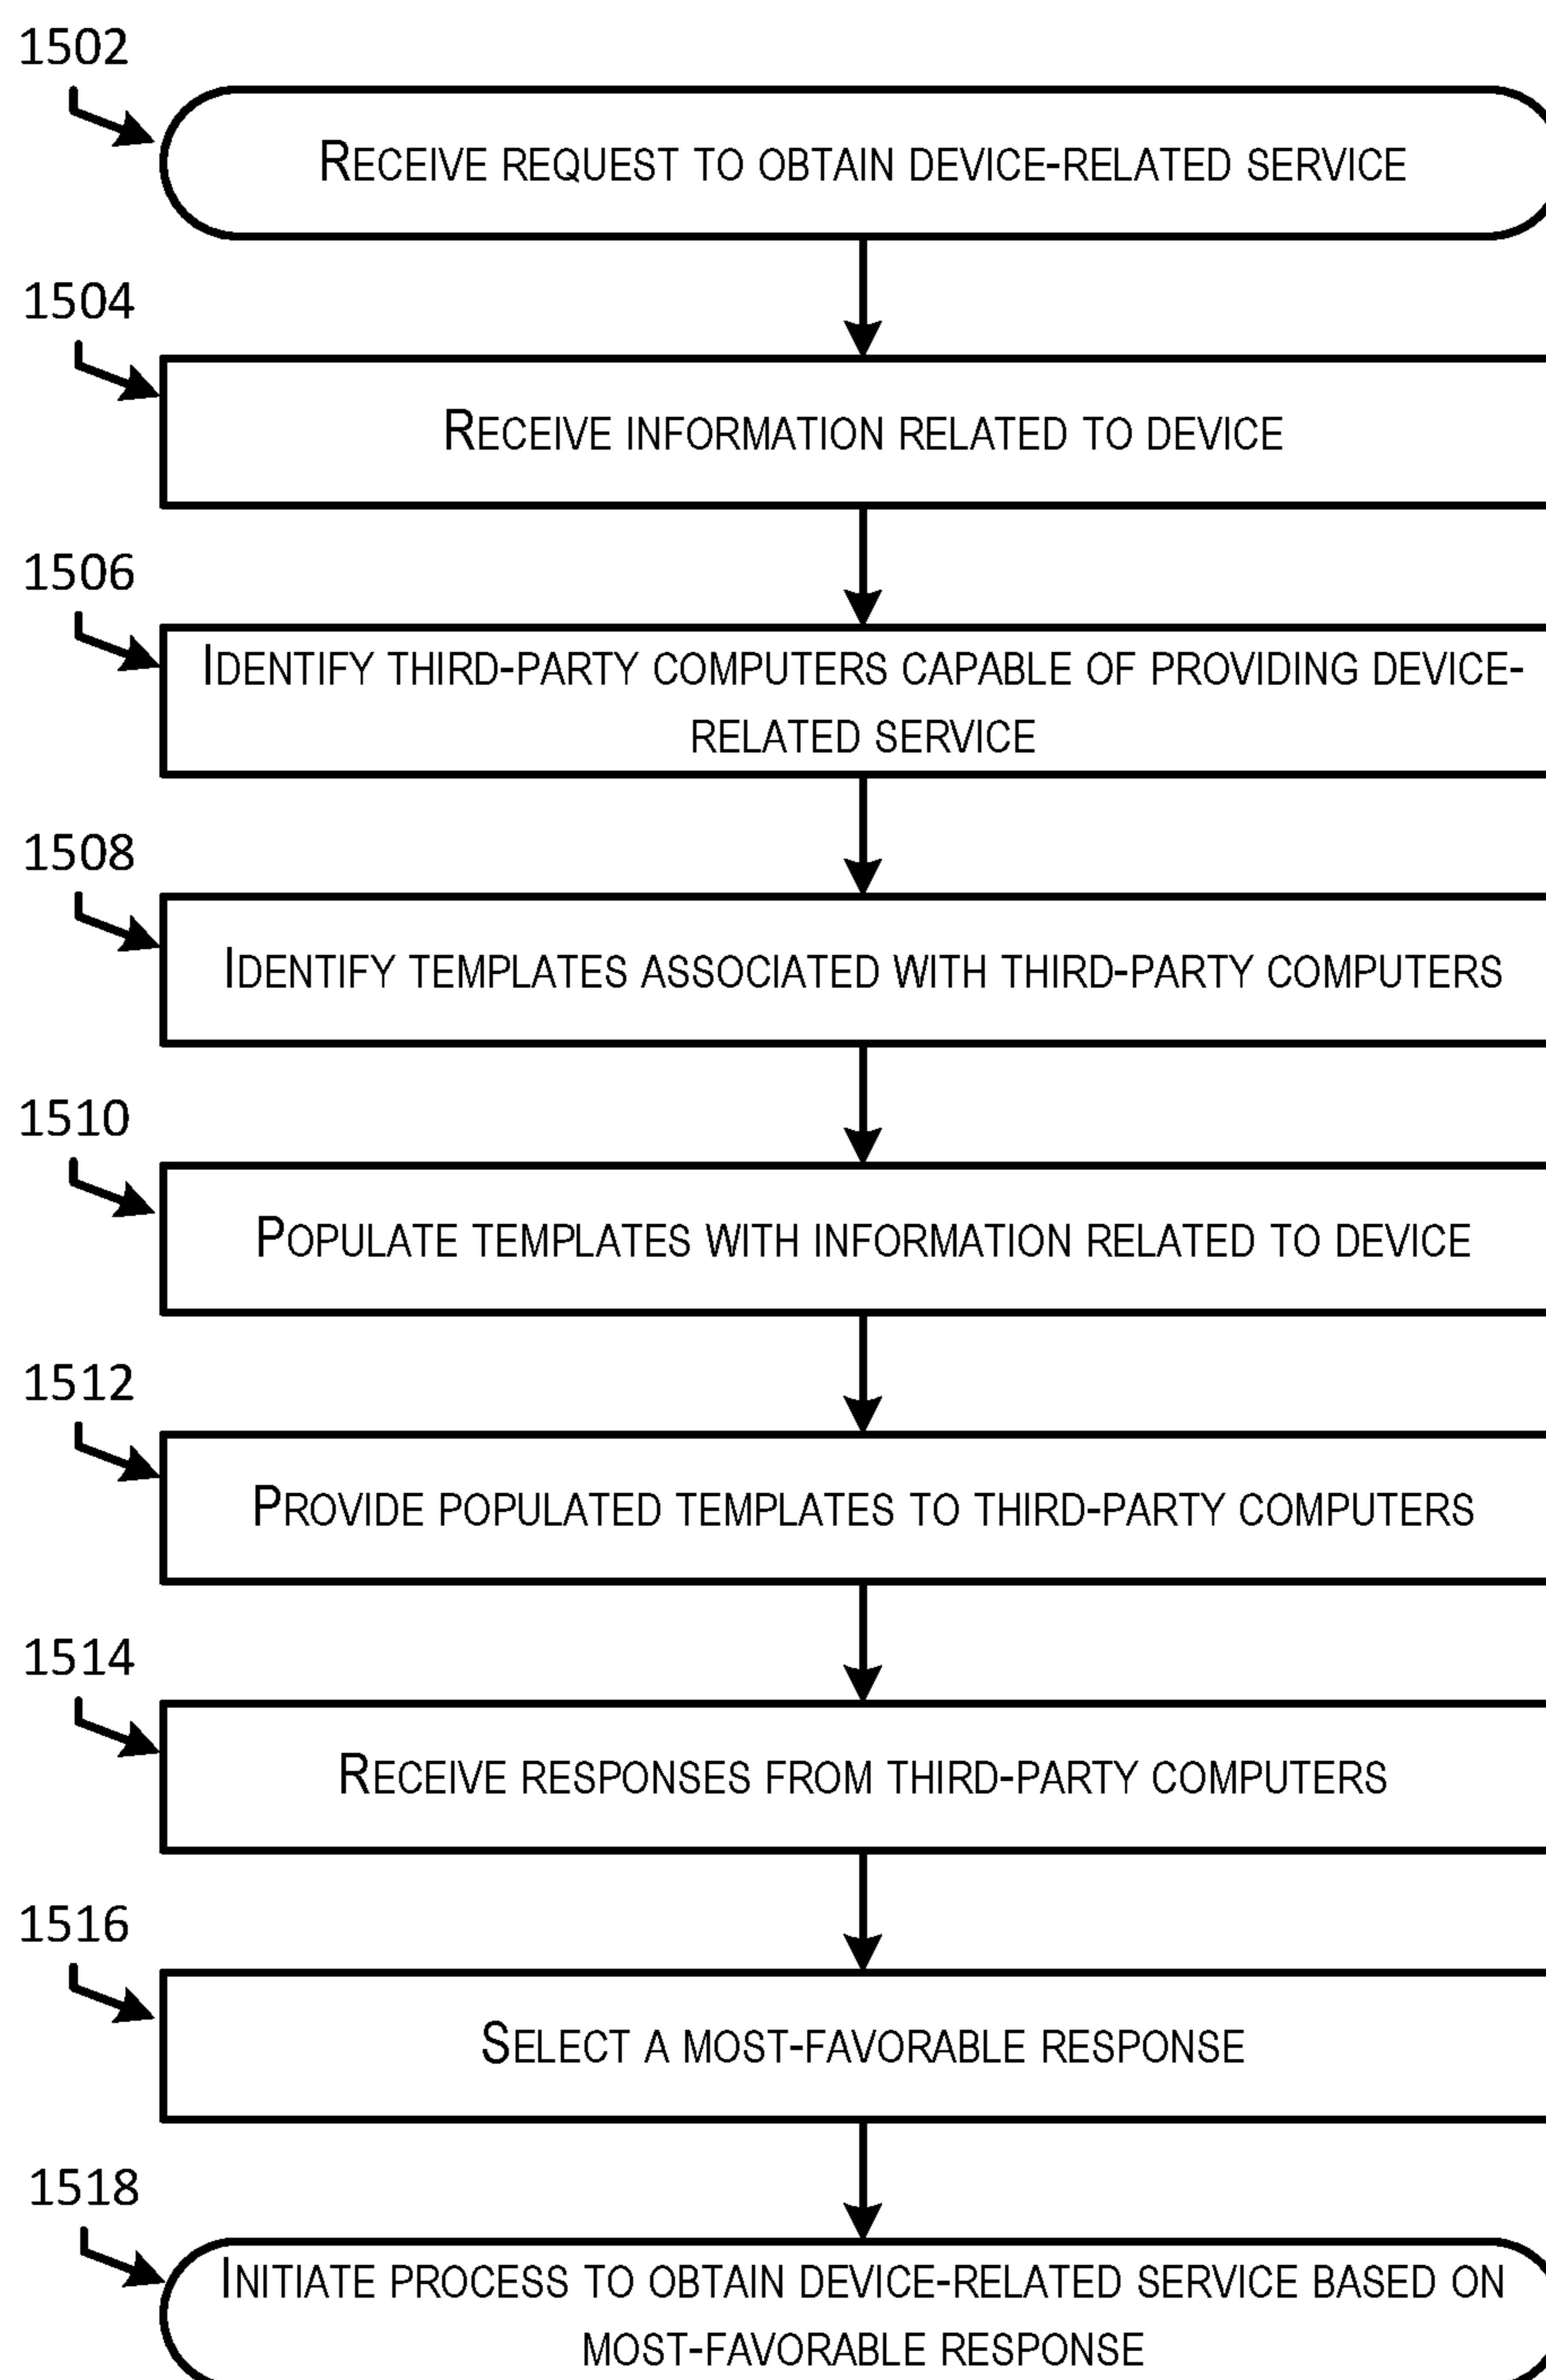 1502
RECEIVE REQUEST TO OBTAIN DEVICE-RELATED SERVICE
1504
RECEIVE INFORMATION RELATED TO DEVICE
1506
IDENTIFY THIRD-PARTY COMPUTERS CAPABLE OF PROVIDING DEVICE-
RELATED SERVICE
1508
IDENTIFY TEMPLATES ASSOCIATED WITH THIRD-PARTY COMPUTERS
1510
POPULATE TEMPLATES WITH INFORMATION RELATED TO DEVICE
1512
PROVIDE POPULATED TEMPLATES TO THIRD-PARTY COMPUTERS
1514
RECEIVE RESPONSES FROM THIRD-PARTY COMPUTERS
1516
SELECT A MOST-FAVORABLE RESPONSE
1518
INITIATE PROCESS TO OBTAIN DEVICE-RELATED SERVICE BASED ON
MOST-FAVORABLE RESPONSE